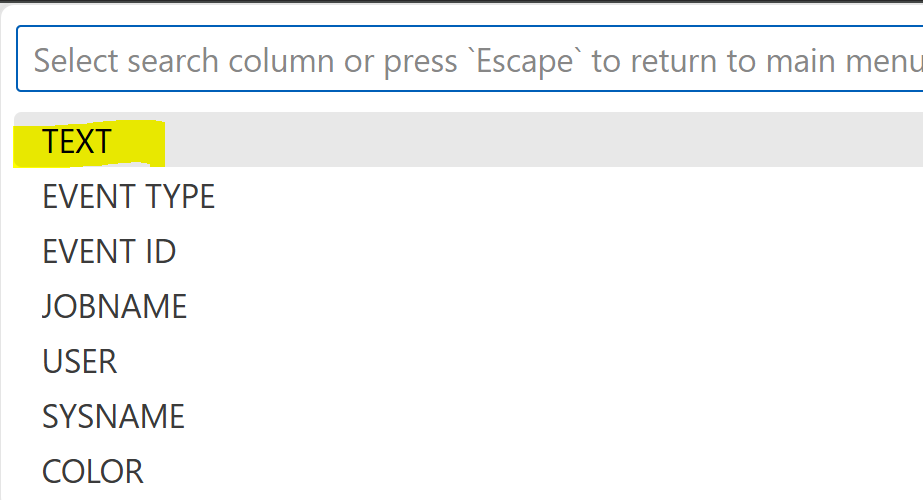 Select search column or press `Escape` to return to main menu
TEXT
EVENT TYPE
EVENT ID
JOBNAME
USER
SYSNAME
COLOR